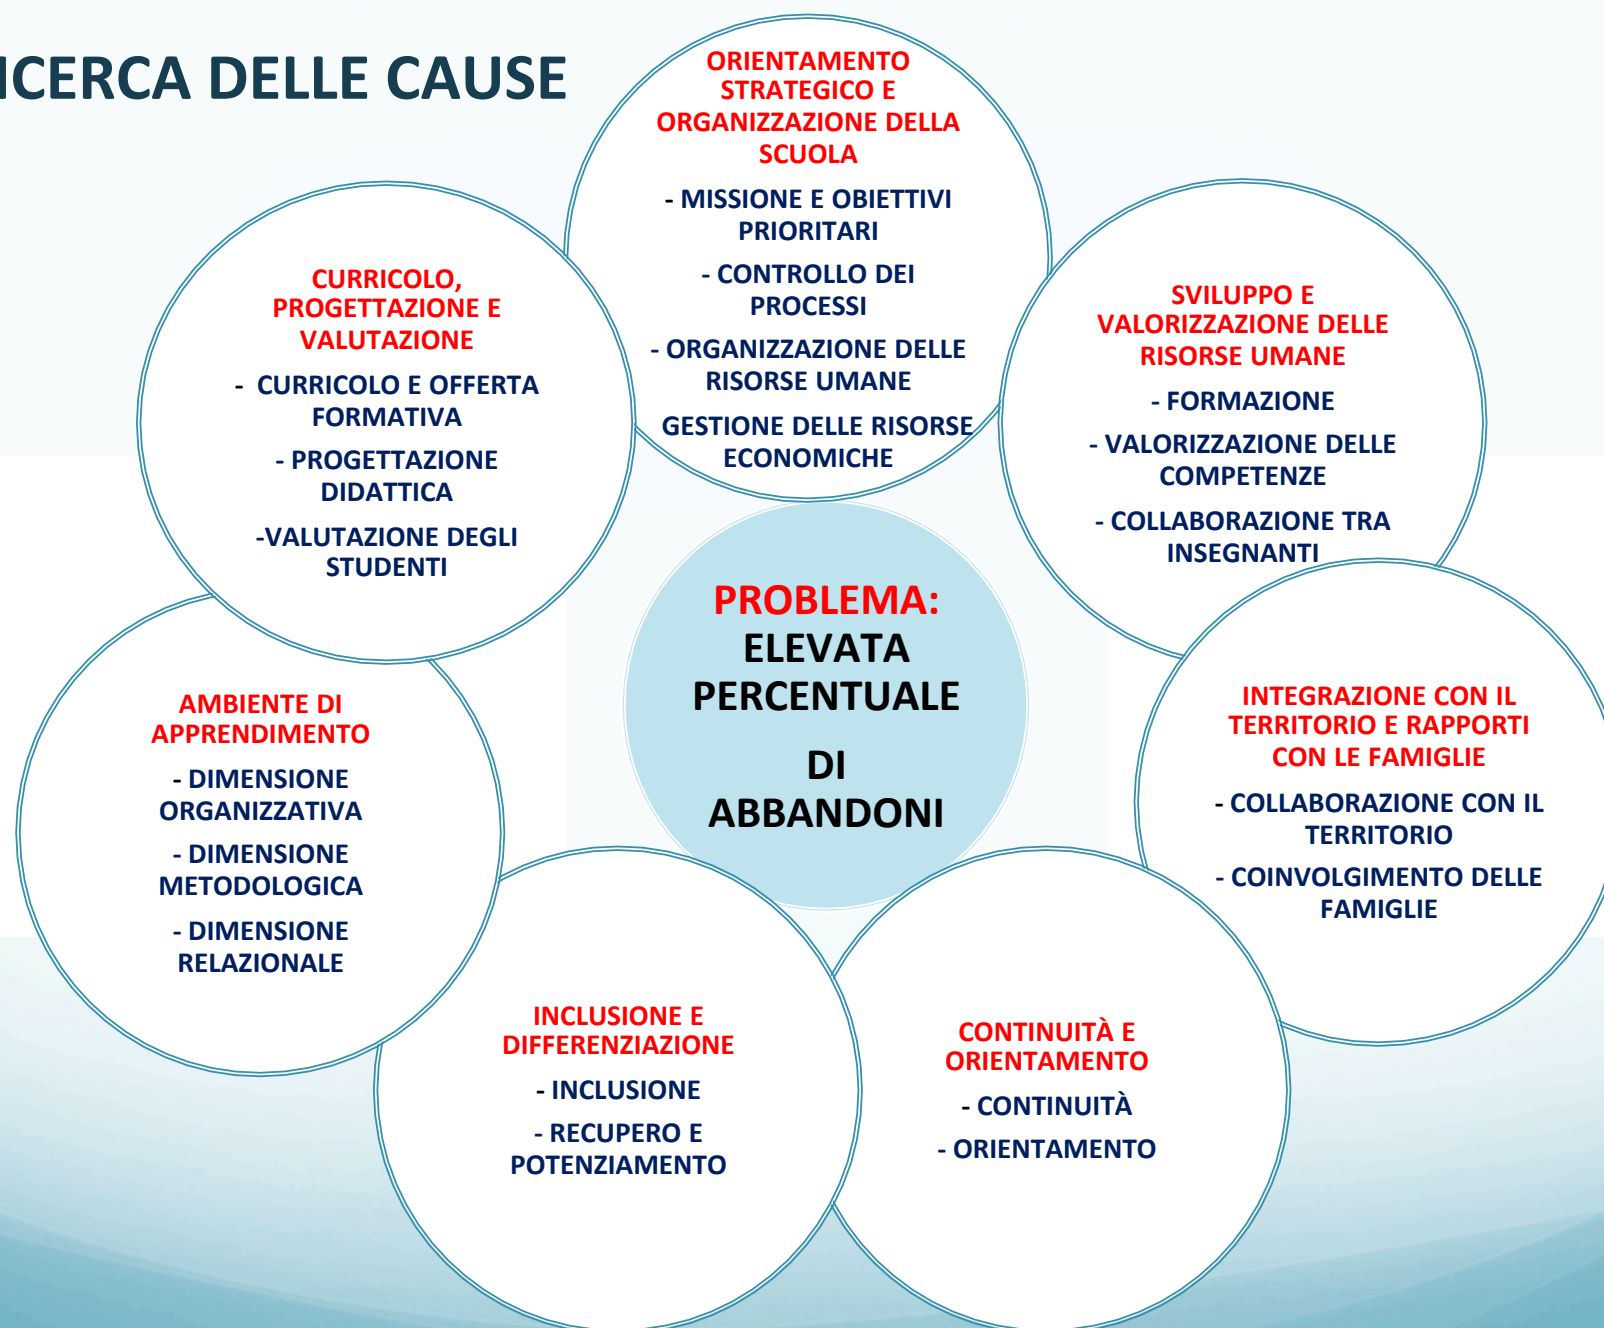 ICERCA DELLE CAUSE
ORIENTAMENTO
STRATEGICO E
ORGANIZZAZIONE DELLA
SCUOLA
- MISSIONE E OBIETTIVI
PRIORITARI
- CONTROLLO DEI
PROCESSI
- ORGANIZZAZIONE DELLE
RISORSE UMANE
GESTIONE DELLE RISORSE
ECONOMICHE
CURRICOLO,
PROGETTAZIONE E
VALUTAZIONE
- CURRICOLO E OFFERTA
FORMATIVA
- PROGETTAZIONE
DIDATTICA
-VALUTAZIONE DEGLI
STUDENTI
SVILUPPO E
VALORIZZAZIONE DELLE
RISORSE UMANE
- FORMAZIONE
- VALORIZZAZIONE DELLE
COMPETENZE
- COLLABORAZIONE TRA
INSEGNANTI
PROBLEMA:
ELEVATA
PERCENTUALE
DI
ABBANDONI
AMBIENTE DI
APPRENDIMENTO
- DIMENSIONE
ORGANIZZATIVA
- DIMENSIONE
METODOLOGICA
- DIMENSIONE
RELAZIONALE
INTEGRAZIONE CON IL
TERRITORIO E RAPPORTI
CON LE FAMIGLIE
- COLLABORAZIONE CON IL
TERRITORIO
- COINVOLGIMENTO DELLE
FAMIGLIE
INCLUSIONE E
DIFFERENZIAZIONE
- INCLUSIONE
- RECUPERO E
POTENZIAMENTO
CONTINUITÀ E
ORIENTAMENTO
- CONTINUITÀ
- ORIENTAMENTO